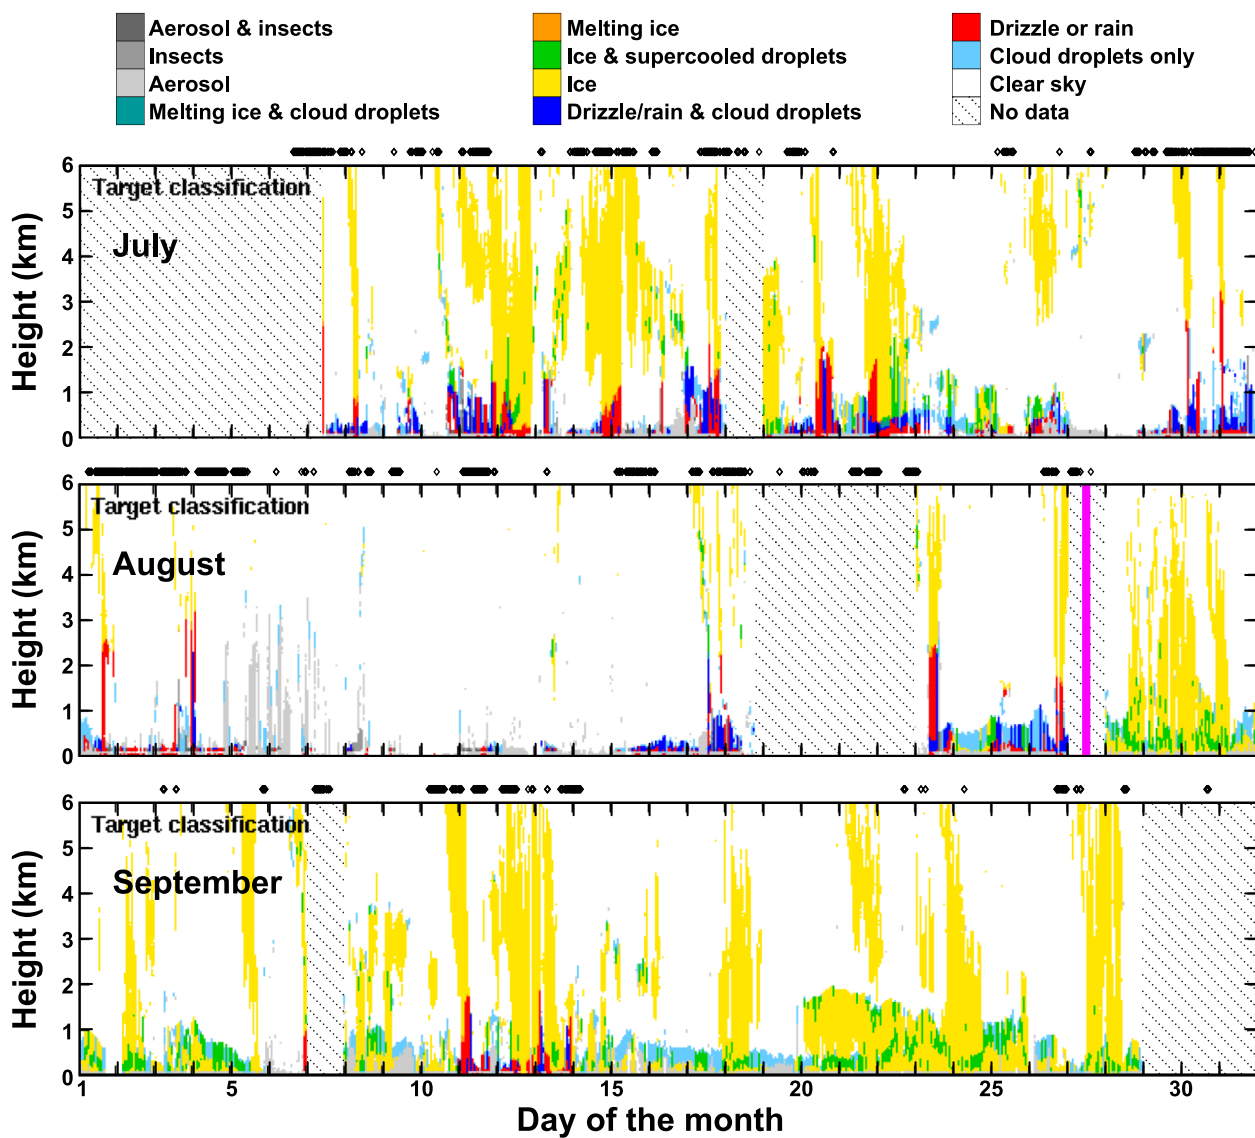 Aerosol & insects Melting ice Drizzle or rain
Insects Ice & supercooled droplets Cloud droplets only
Aerosol Ice Clear sky
Melting ice & cloud droplets Drizzle/rain & cloud droplets No data
6
Target classification
5
July
4
3
2
1
0
Height (km)
6
Target classification
5
August
4
3
2
1
0
Height (km)
6
Target classification
5
September
4
3
2
1
0
Height (km)
1 5 10 15 20 25 30
Day of the month